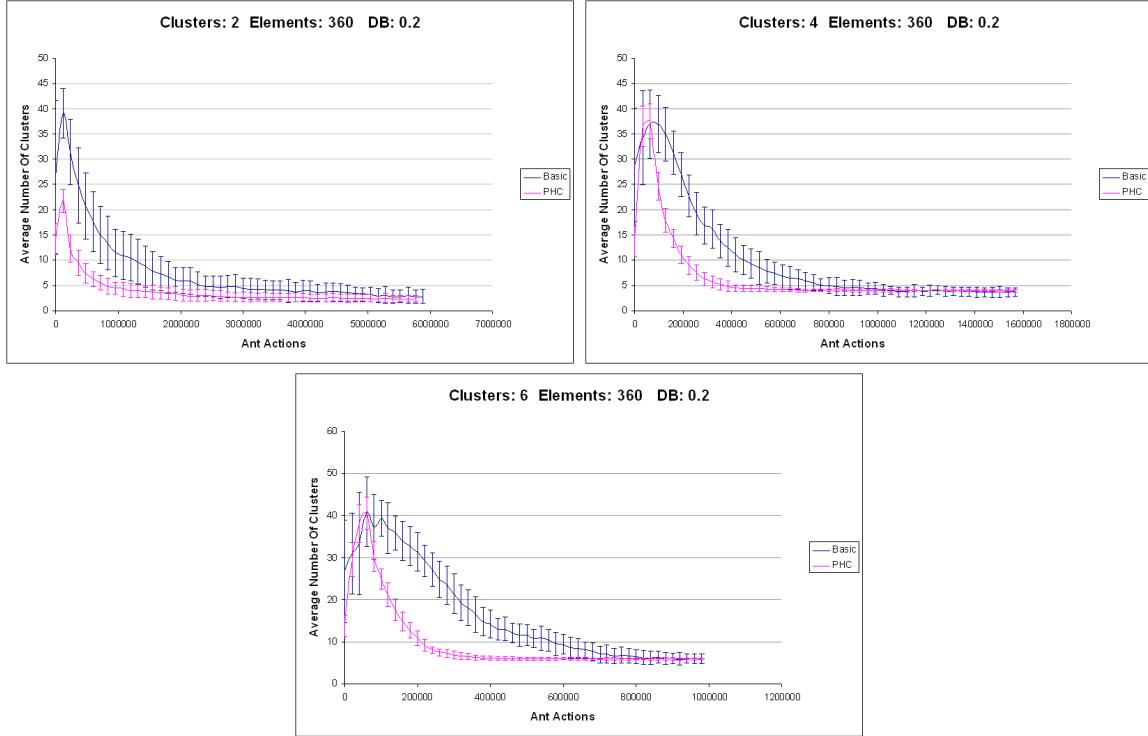 Clusters: 2 Elements: 360 DB: 0.2
Average Number Of Clusters
50
45
40
35
30
25
20
15
10
5
0
0 1000000 2000000 3000000 4000000 5000000 6000000 7000000
Ant Actions
Basic
PHC
Clusters: 4 Elements: 360 DB: 0.2
Average Number Of Clusters
50
45
40
35
30
25
20
15
10
5
0
0 200000 400000 600000 800000 1000000 1200000 1400000 1600000 1800000
Ant Actions
Basic
PHC
Clusters: 6 Elements: 360 DB: 0.2
Average Number Of Clusters
60
50
40
30
20
10
0
0 200000 400000 600000 800000 1000000 1200000
Ant Actions
Basic
PHC